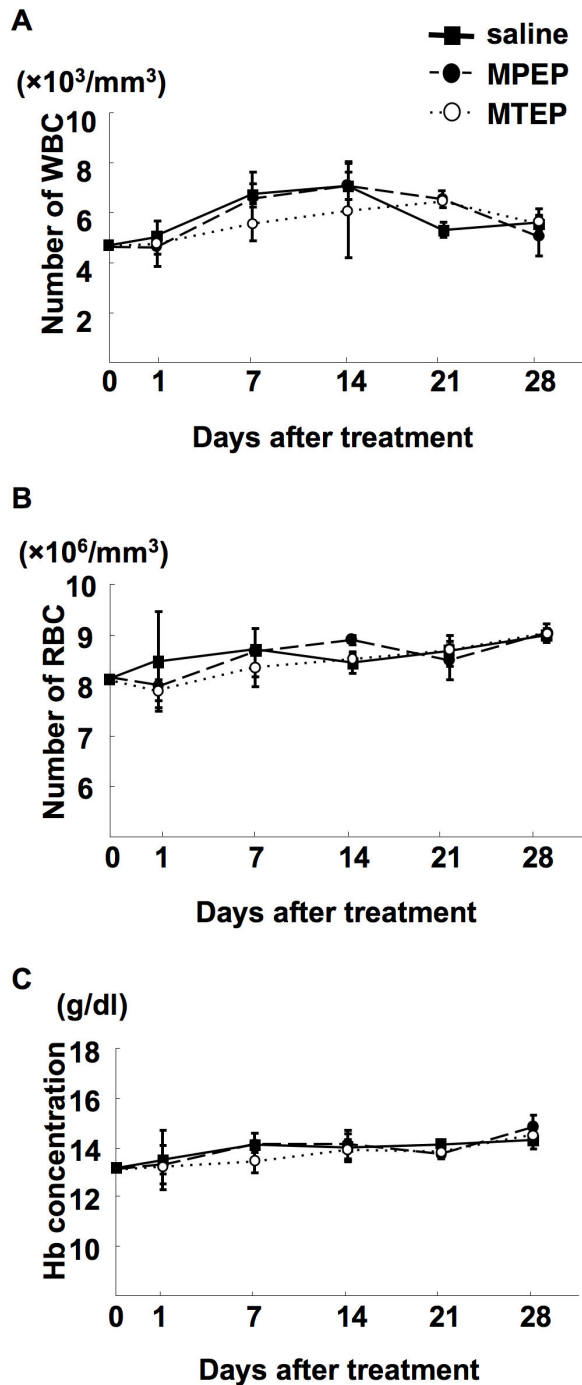 A
saline
MPEP
MTEP
(×10³/mm³)
Number of WBC
10
8
6
4
2
0 1 7 14 21 28
Days after treatment
B
(×10⁶/mm³)
Number of RBC
10
9
8
7
6
0 1 7 14 21 28
Days after treatment
C
(g/dl)
Hb concentration
18
16
14
12
10
0 1 7 14 21 28
Days after treatment